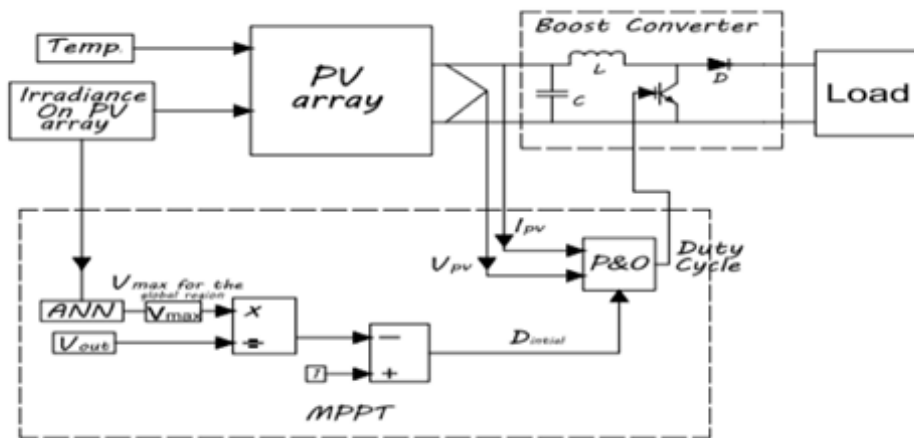 Boost Converter
Temp.
PV
array
Irradiance
On PV
array
L
D
C
Load
Ipv
Vpv
P&O
Duty
Cycle
Vmax for the
global region
ANN
Vmax
X
÷
Vout
−
+
1
Dintial
MPPT